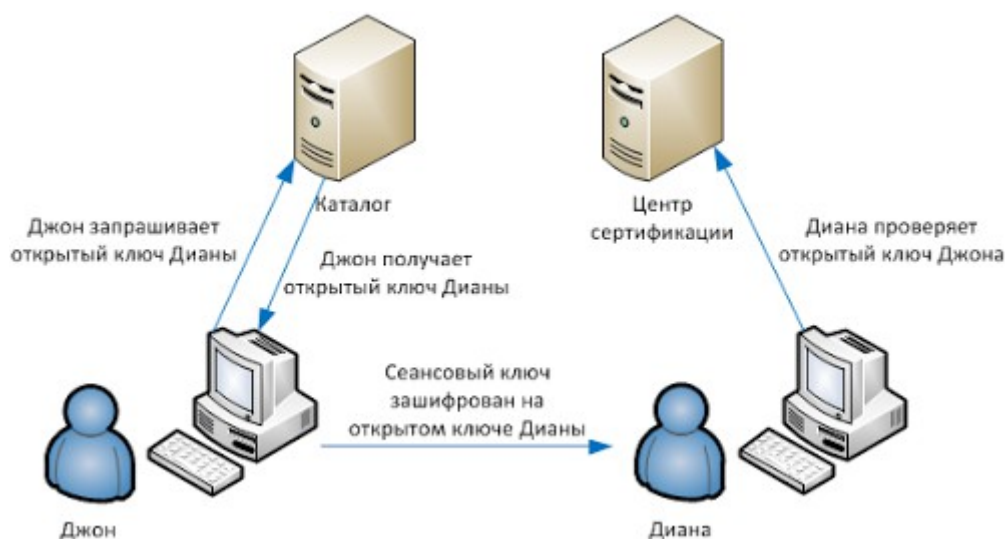 Каталог
Центр
сертификации
Джон запрашивает
открытый ключ Дианы
Джон получает
открытый ключ Дианы
Диана проверяет
открытый ключ Джона
Сеансовый ключ
зашифрован на
открытом ключе Дианы
Джон
Диана